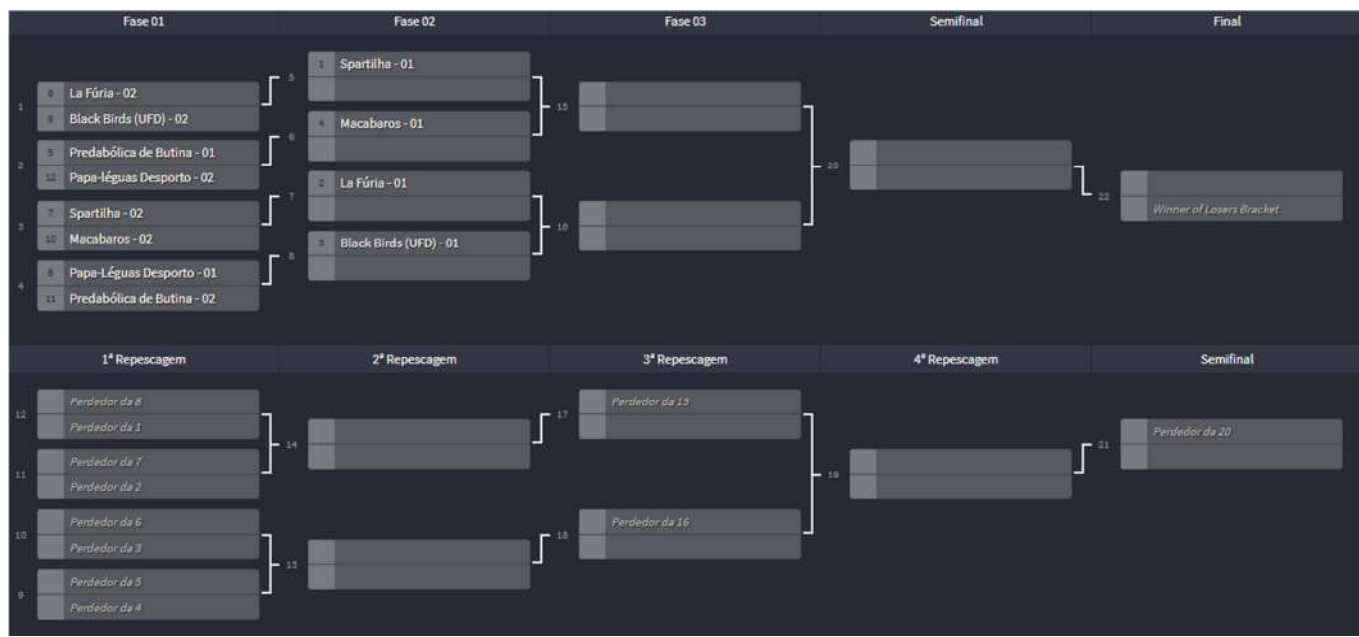 Fase 01
Fase 02
Fase 03
Semifinal
Final
1
8 La Fúria - 02
9 Black Birds (UFD) - 02
2
5 Predabólica de Butina - 01
12 Papa-léguas Desporto - 02
3
7 Spartilha - 02
10 Macabaros - 02
4
6 Papa-Léguas Desporto - 01
11 Predabólica de Butina - 02
5
1 Spartilha - 01
6
4 Macabaros - 01
7
2 La Fúria - 01
8
3 Black Birds (UFD) - 01
15
16
20
22
Winner of Losers Bracket
1ª Repescagem
2ª Repescagem
3ª Repescagem
4ª Repescagem
Semifinal
12
Perdedor da 8
Perdedor da 1
11
Perdedor da 7
Perdedor da 2
10
Perdedor da 6
Perdedor da 3
9
Perdedor da 5
Perdedor da 4
14
13
17
Perdedor da 15
18
Perdedor da 16
19
21
Perdedor da 20